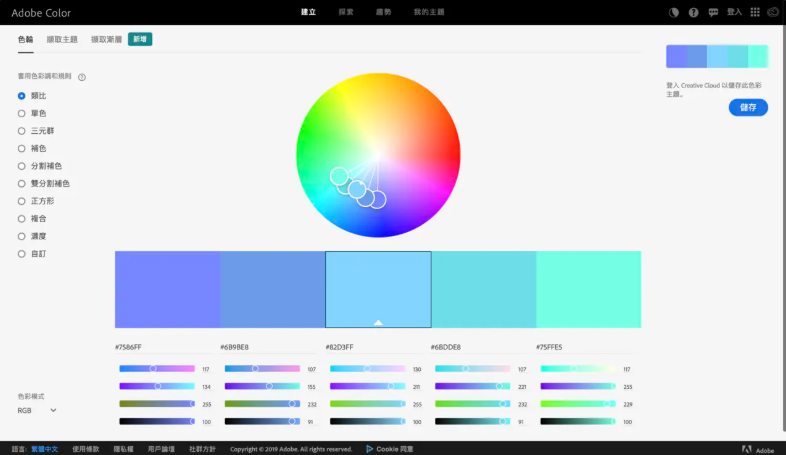 Adobe Color
建立 探索 趨勢 我的主題
登入
色輪 擷取主題 擷取漸層 新增
套用色彩調和規則
類比
單色
三元群
補色
分割補色
雙分割補色
正方形
複合
濃度
自訂
登入 Creative Cloud 以儲存此色彩
主題。
儲存
#7586FF #6B9BE8 #82D3FF #6BDDE8 #75FFE5
117 107 130 107 117
134 155 211 221 255
255 232 255 232 229
100 91 100 91 100
色彩模式
RGB
語言: 繁體中文 使用條款 隱私權 用戶論壇 社群方針 Copyright © 2019 Adobe. All rights reserved. Cookie 同意 Adobe